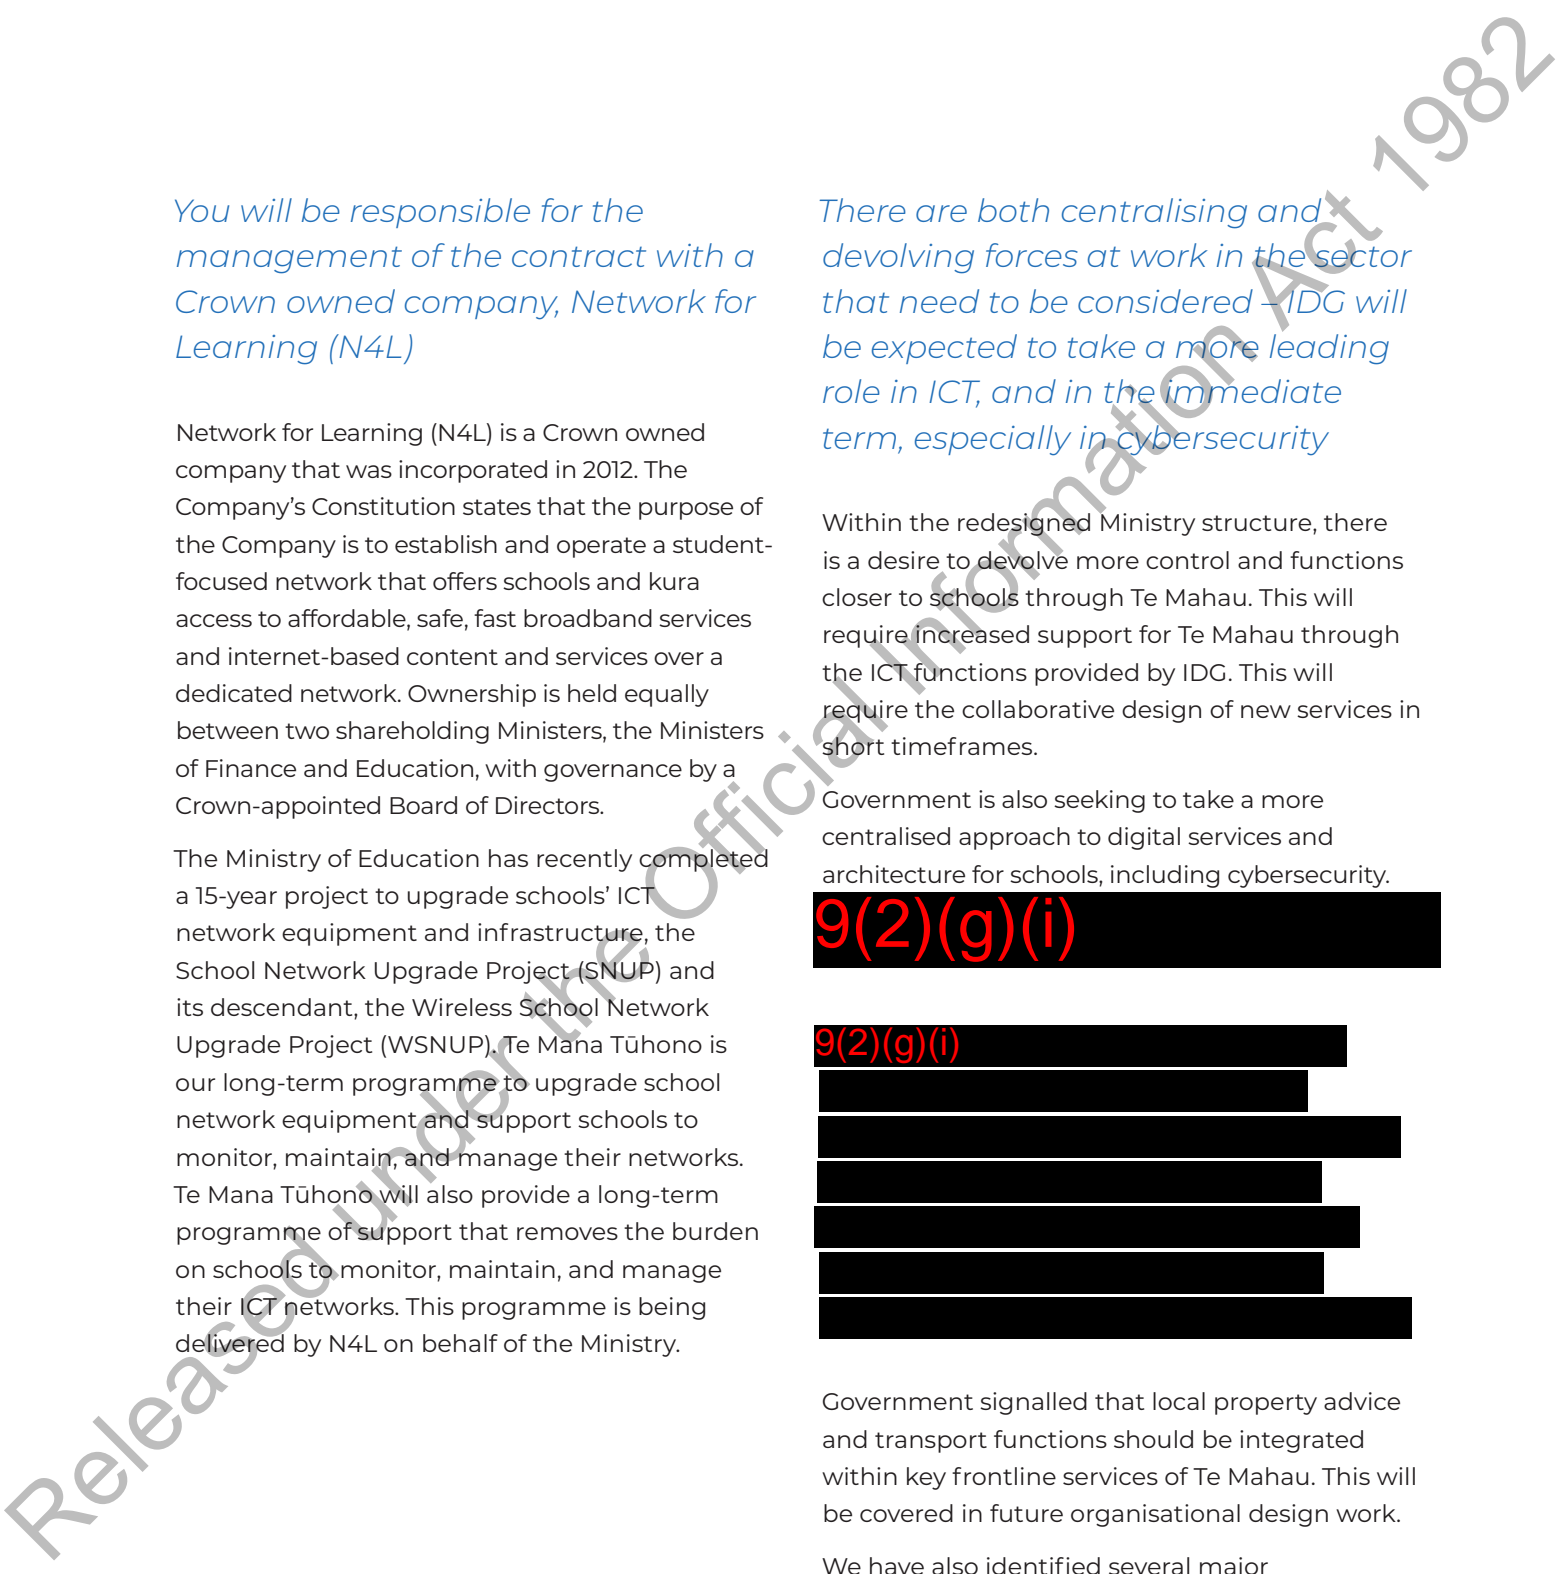 You will be responsible for the
management of the contract with a
Crown owned company, Network for
Learning (N4L)
Network for Learning (N4L) is a Crown owned
company that was incorporated in 2012. The
Company’s Constitution states that the purpose of
the Company is to establish and operate a student-
focused network that offers schools and kura
access to affordable, safe, fast broadband services
and internet-based content and services over a
dedicated network. Ownership is held equally
between two shareholding Ministers, the Ministers
of Finance and Education, with governance by a
Crown-appointed Board of Directors.
The Ministry of Education has recently completed
a 15-year project to upgrade schools’ ICT
network equipment and infrastructure, the
School Network Upgrade Project (SNUP) and
its descendant, the Wireless School Network
Upgrade Project (WSNUP). Te Mana Tūhono is
our long-term programme to upgrade school
network equipment and support schools to
monitor, maintain, and manage their networks.
Te Mana Tūhono will also provide a long-term
programme of support that removes the burden
on schools to monitor, maintain, and manage
their ICT networks. This programme is being
delivered by N4L on behalf of the Ministry.
There are both centralising and
devolving forces at work in the sector
that need to be considered – IDG will
be expected to take a more leading
role in ICT, and in the immediate
term, especially in cybersecurity
Within the redesigned Ministry structure, there
is a desire to devolve more control and functions
closer to schools through Te Mahau. This will
require increased support for Te Mahau through
the ICT functions provided by IDG. This will
require the collaborative design of new services in
short timeframes.
Government is also seeking to take a more
centralised approach to digital services and
architecture for schools, including cybersecurity.
9(2)(g)(i)
9(2)(g)(i)
Government signalled that local property advice
and transport functions should be integrated
within key frontline services of Te Mahau. This will
be covered in future organisational design work.
We have also identified several major
Released under the Official Information Act 1982